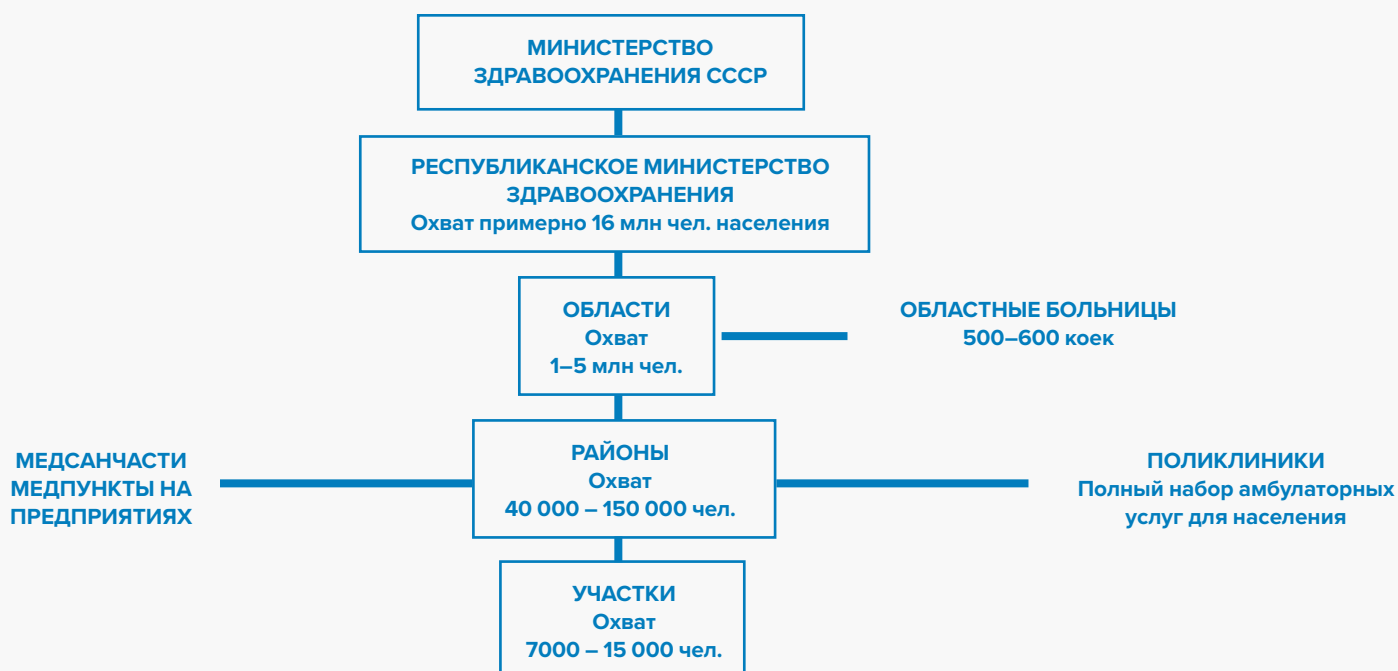 МИНИСТЕРСТВО
ЗДРАВООХРАНЕНИЯ СССР
РЕСПУБЛИКАНСКОЕ МИНИСТЕРСТВО
ЗДРАВООХРАНЕНИЯ
Охват примерно 16 млн чел. населения
ОБЛАСТИ
Охват
1–5 млн чел.
ОБЛАСТНЫЕ БОЛЬНИЦЫ
500–600 коек
МЕДСАНЧАСТИ
МЕДПУНКТЫ НА
ПРЕДПРИЯТИЯХ
РАЙОНЫ
Охват
40 000 – 150 000 чел.
ПОЛИКЛИНИКИ
Полный набор амбулаторных
услуг для населения
УЧАСТКИ
Охват
7000 – 15 000 чел.